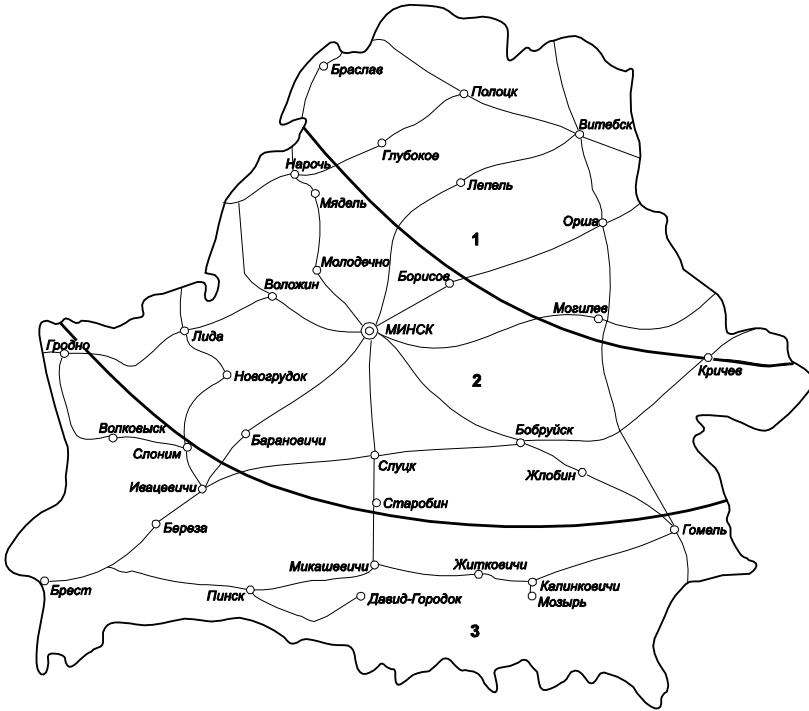 Браслав
Полоцк
Витебск
Глубокое
Нарочь
Лепель
Мядель
Орша
1
Молодечно
Борисов
Воложин
Могилев
МИНСК
Лида
Гродно
Кричев
Новогрудок
2
Волковыск
Бобруйск
Барановичи
Слоним
Слуцк
Жлобин
Ивацевичи
Старобин
Береза
Гомель
Микашевичи
Житковичи
Калинковичи
Брест
Пинск
Давид-Городок
Мозырь
3